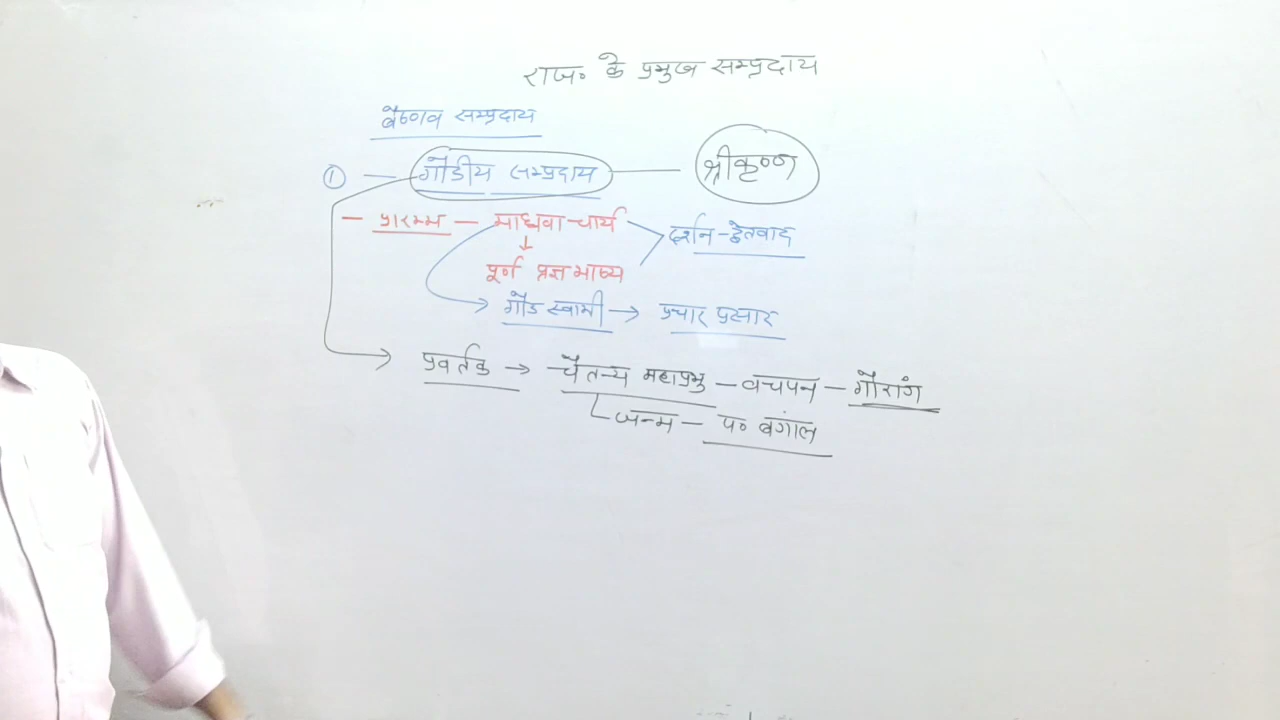 राज० के प्रमुख सम्प्रदाय
वैष्णव सम्प्रदाय
① — गौडीय सम्प्रदाय — श्रीकृष्ण
— प्रारम्भ — माधवाचार्य
दर्शन - द्वैतवाद
↓
पूर्ण प्रज्ञ भाष्य
गौड स्वामी → प्रचार प्रसार
प्रवर्तक → चैतन्य महाप्रभु — बचपन — गौरांग
जन्म — प० बंगाल